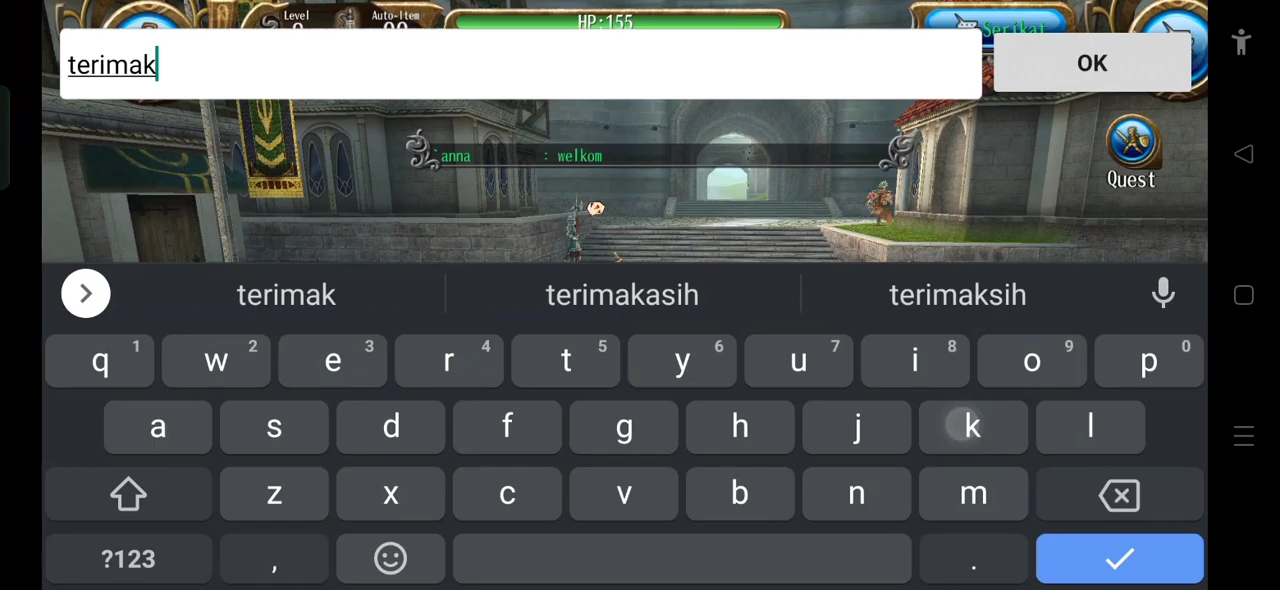 Level
Auto-Item
HP:155
Serikat
terimak
OK
anna : welkom
Quest
terimak terimakasih terimaksih
q 1 w 2 e 3 r 4 t 5 y 6 u 7 i 8 o 9 p 0
a s d f g h j k l
z x c v b n m
?123 , .